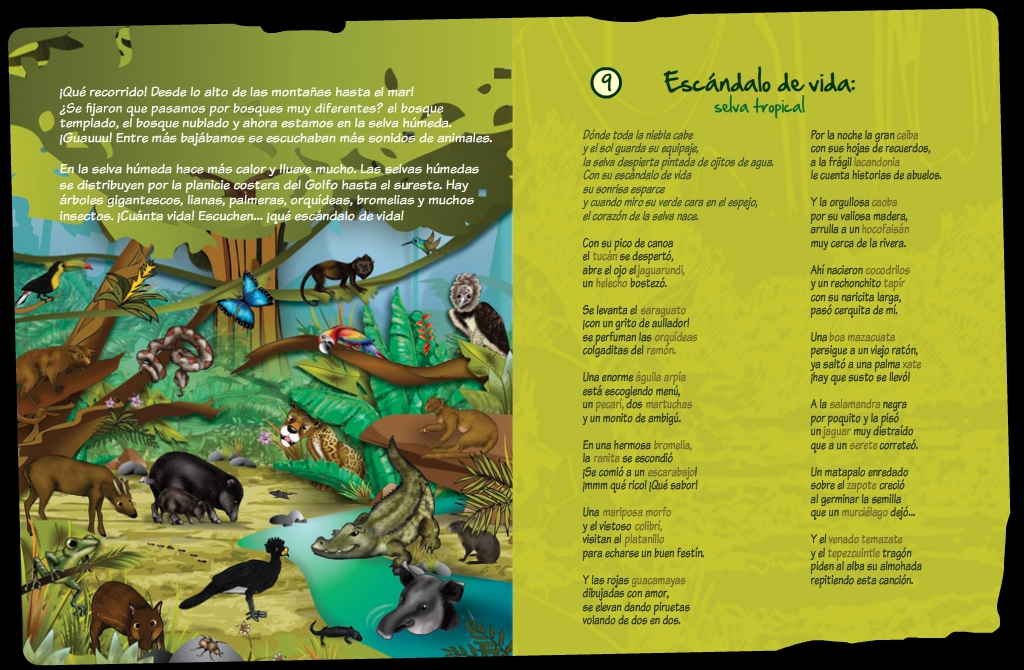 ¡Qué recorrido! Desde lo alto de las montañas hasta el mar!
¿Se fijaron que pasamos por bosques muy diferentes? el bosque
templado, el bosque nublado y ahora estamos en la selva húmeda.
¡Guauuu! Entre más bajábamos se escuchaban más sonidos de animales.
En la selva húmeda hace más calor y llueve mucho. Las selvas húmedas
se distribuyen por la planicie costera del Golfo hasta el sureste. Hay
árboles gigantescos, lianas, palmeras, orquídeas, bromelias y muchos
insectos. ¡Cuánta vida! Escuchen... ¡qué escándalo de vida!
9
Escándalo de vida:
selva tropical
Dónde toda la niebla cabe
y el sol guarda su equipaje,
la selva despierta pintada de ojitos de agua.
Con su escándalo de vida
su sonrisa esparce
y cuando miro su verde cara en el espejo,
el corazón de la selva nace.
Con su pico de canoa
el tucán se despertó,
abre el ojo el jaguarundi,
un helecho bostezó.
Se levanta el saraguato
¡con un grito de aullador!
se perfuman las orquídeas
colgaditas del ramón.
Una enorme águila arpía
está escogiendo menú,
un pecarí, dos martuchas
y un monito de ambigú.
En una hermosa bromelia,
la ranita se escondió
¡Se comió a un escarabajo!
¡mmm qué rico! ¡Qué sabor!
Una mariposa morfo
y el vistoso colibrí,
visitan al platanillo
para echarse un buen festín.
Y las rojas guacamayas
dibujadas con amor,
se elevan dando piruetas
volando de dos en dos.
Por la noche la gran ceiba
con sus hojas de recuerdos,
a la frágil lacandonia
le cuenta historias de abuelos.
Y la orgullosa caoba
por su valiosa madera,
arrulla a un hocofaisán
muy cerca de la rivera.
Ahí nacieron cocodrilos
y un rechonchito tapir
con su naricita larga,
pasó cerquita de mí.
Una boa mazacuata
persigue a un viejo ratón,
ya saltó a una palma xate
¡hay que susto se llevó!
A la salamandra negra
por poquito y la pisó
un jaguar muy distraído
que a un serete correteó.
Un matapalo enredado
sobre el zapote creció
al germinar la semilla
que un murciélago dejó...
Y el venado temazate
y el tepezcuintle tragón
piden al alba su almohada
repitiendo esta canción.